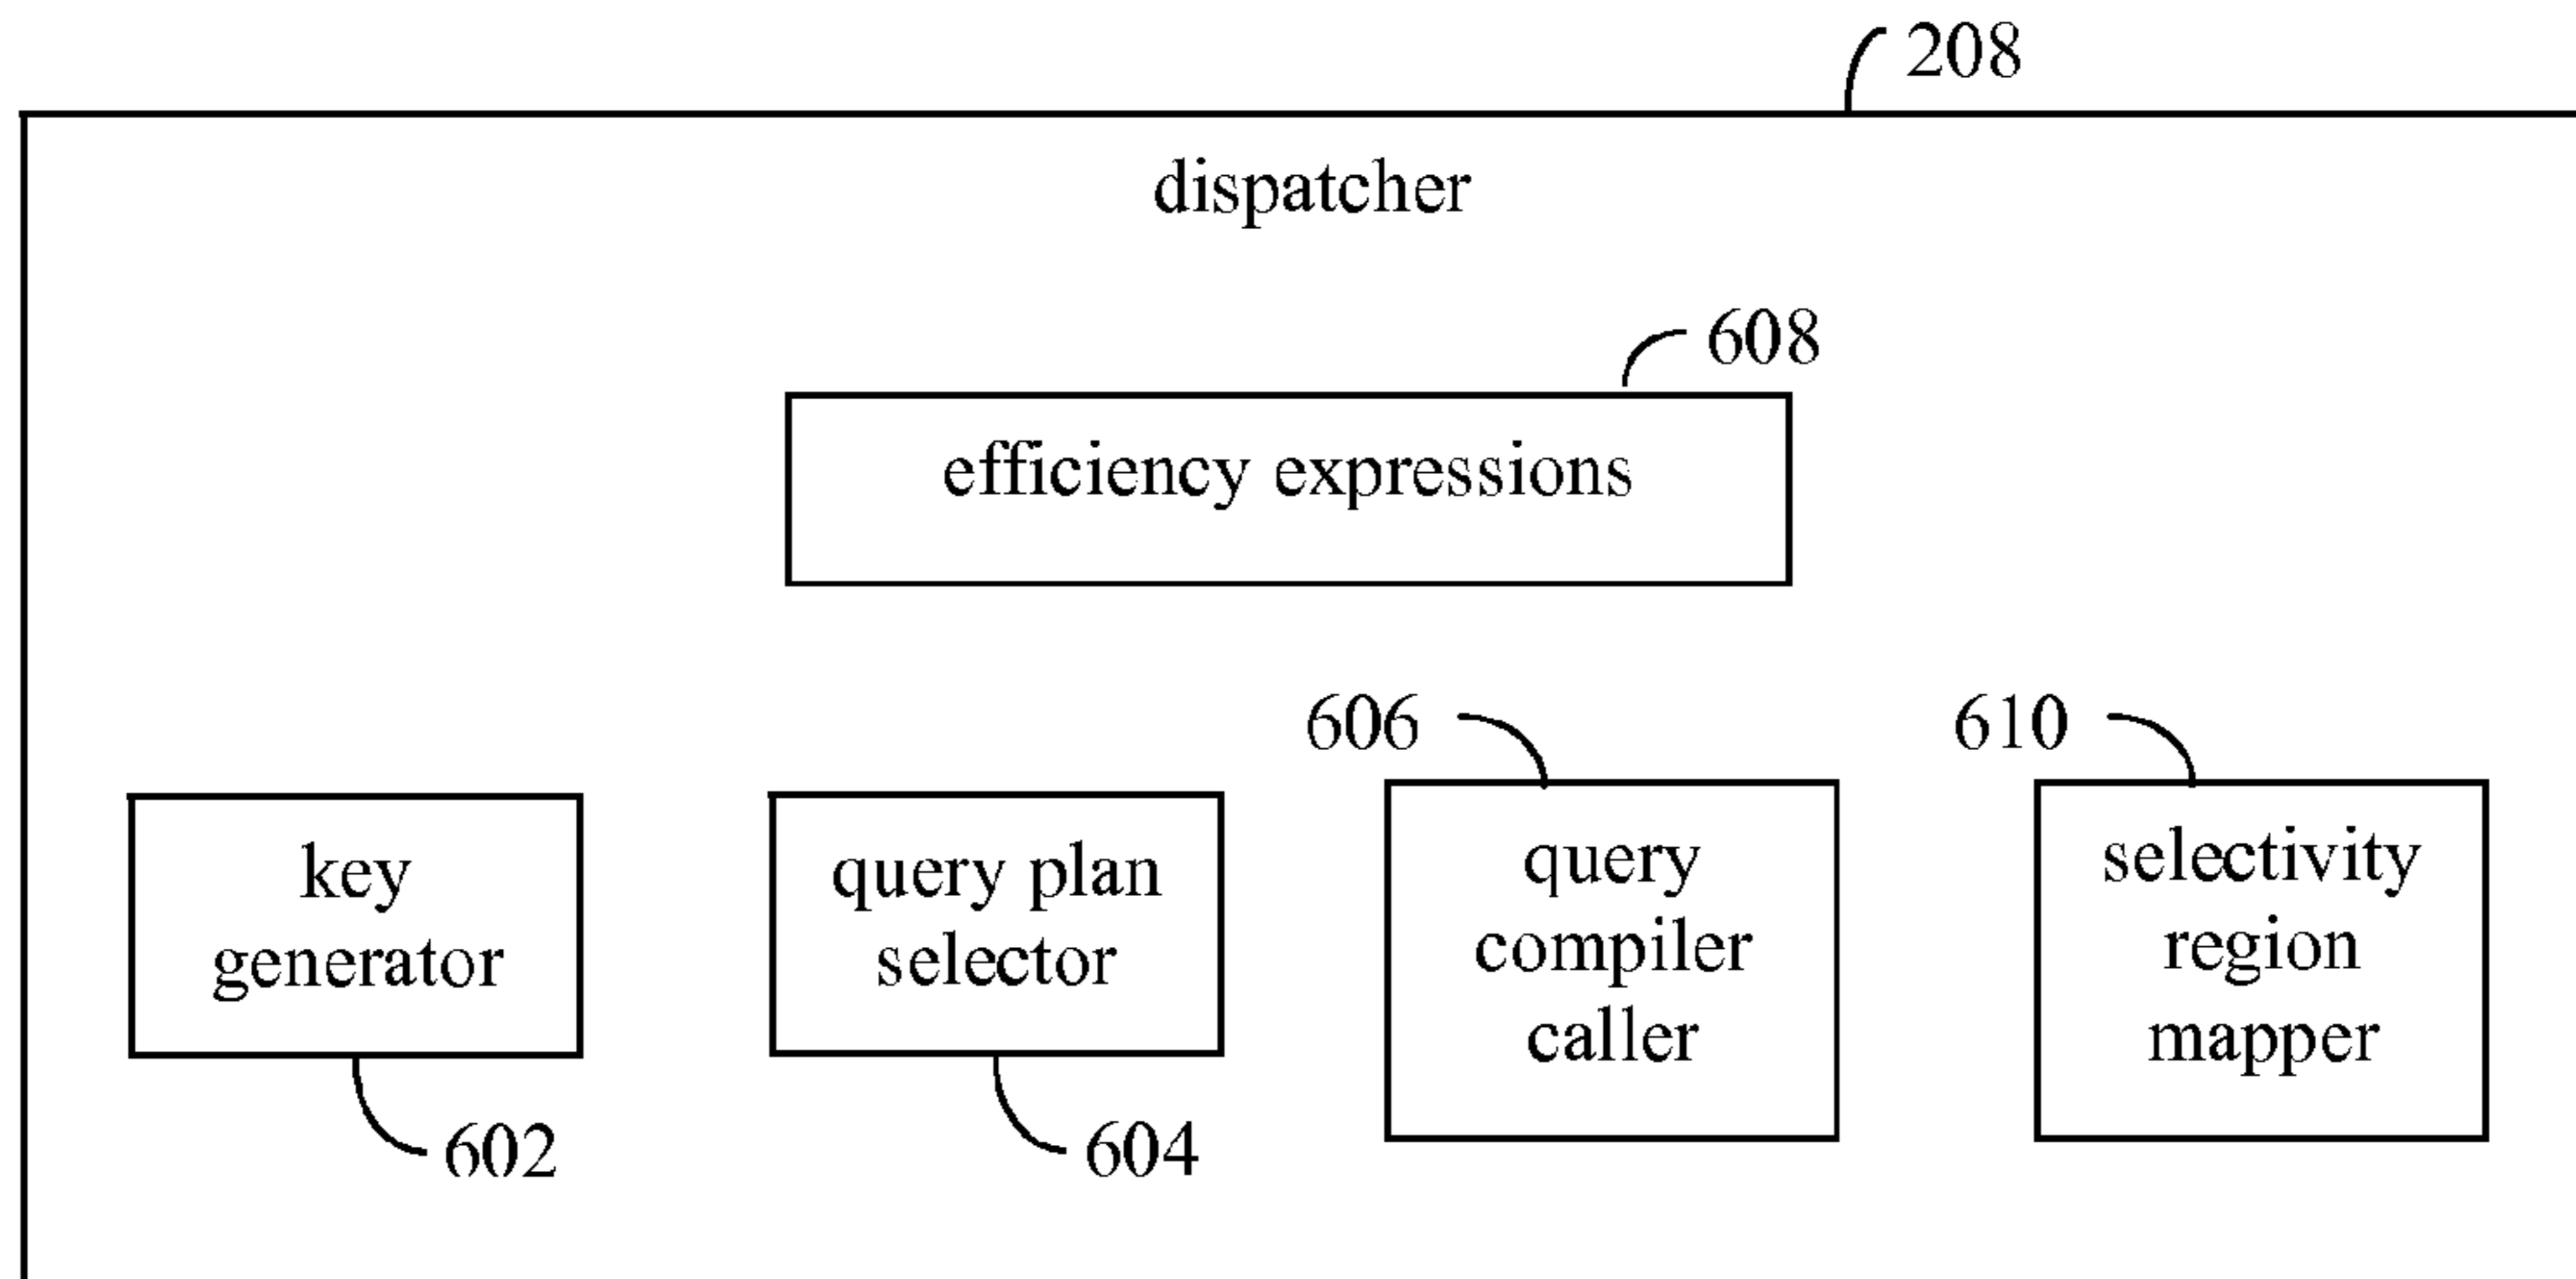 208
dispatcher
608
efficiency expressions
606
610
key
generator
query plan
selector
query
compiler
caller
selectivity
region
mapper
602
604